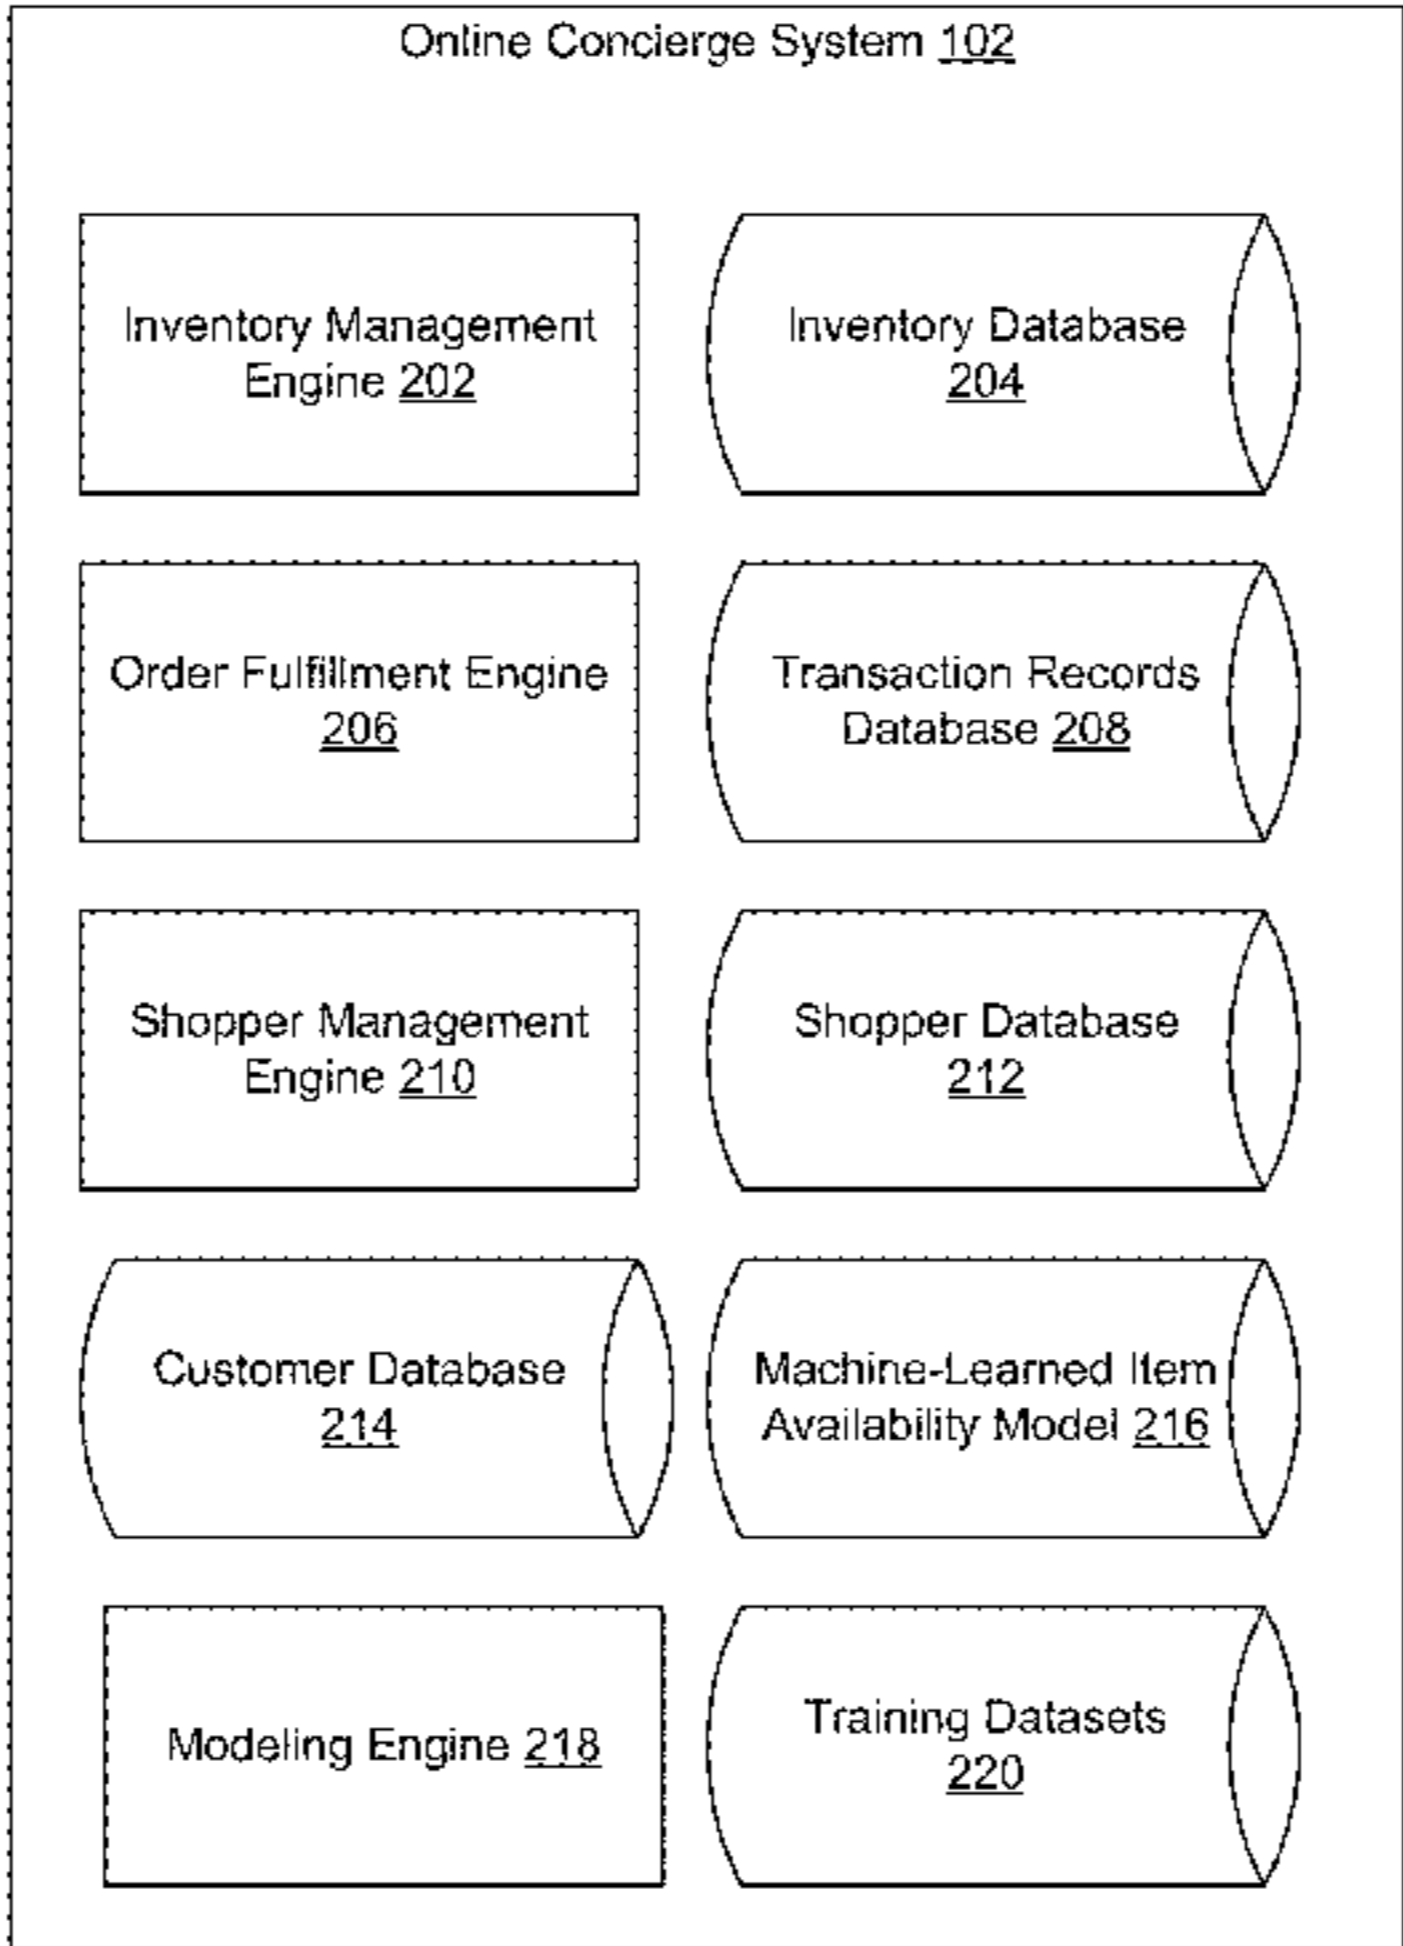 Online Concierge System 102
Inventory Management
Engine 202
Inventory Database
204
Order Fulfillment Engine
206
Transaction Records
Database 208
Shopper Management
Engine 210
Shopper Database
212
Customer Database
214
Machine-Learned Item
Availability Model 216
Modeling Engine 218
Training Datasets
220